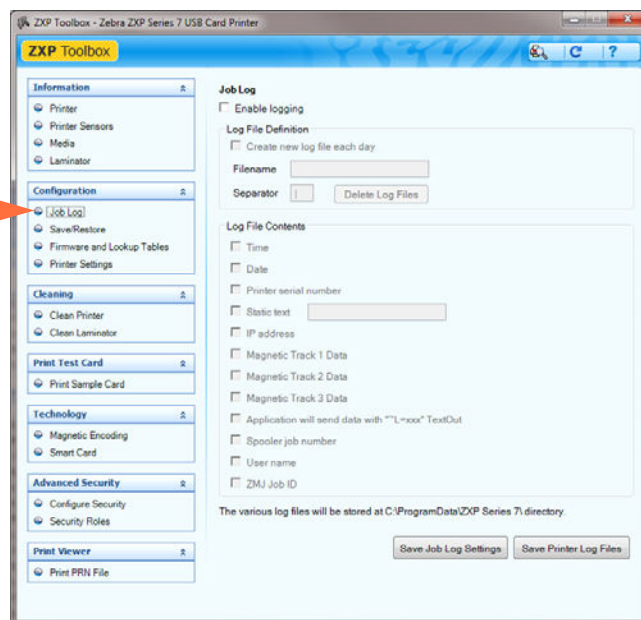 ZXP Toolbox - Zebra ZXP Series 7 USB Card Printer
ZXP Toolbox
?
Information
Printer
Printer Sensors
Media
Laminator
Configuration
Job Log
Save/Restore
Firmware and Lookup Tables
Printer Settings
Cleaning
Clean Printer
Clean Laminator
Print Test Card
Print Sample Card
Technology
Magnetic Encoding
Smart Card
Advanced Security
Configure Security
Security Roles
Print Viewer
Print PRN File
Job Log
Enable logging
Log File Definition
Create new log file each day
Filename
Separator |
Delete Log Files
Log File Contents
Time
Date
Printer serial number
Static text
IP address
Magnetic Track 1 Data
Magnetic Track 2 Data
Magnetic Track 3 Data
Application will send data with "~L=xxx" TextOut
Spooler job number
User name
ZMJ Job ID
The various log files will be stored at C:\ProgramData\ZXP Series 7\ directory.
Save Job Log Settings
Save Printer Log Files